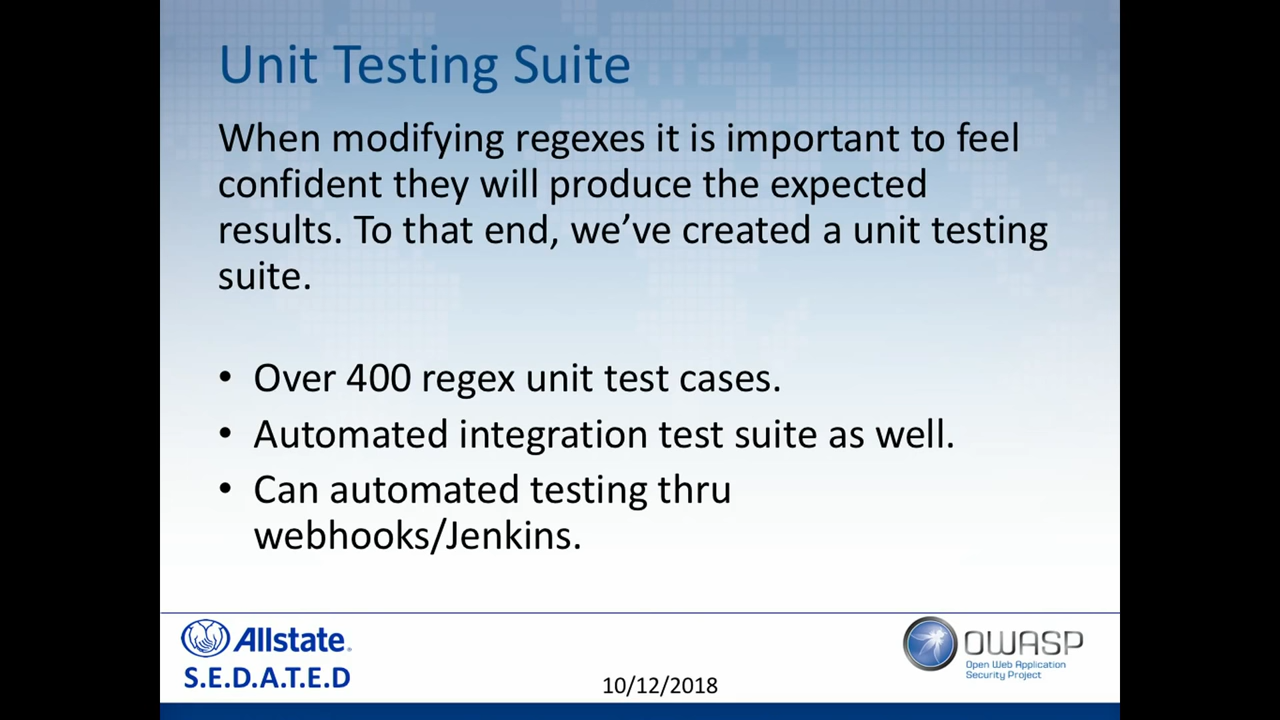 Unit Testing Suite
When modifying regexes it is important to feel
confident they will produce the expected
results. To that end, we’ve created a unit testing
suite.
• Over 400 regex unit test cases.
• Automated integration test suite as well.
• Can automated testing thru
webhooks/Jenkins.
Allstate.
S.E.D.A.T.E.D
10/12/2018
OWASP
Open Web Application
Security Project